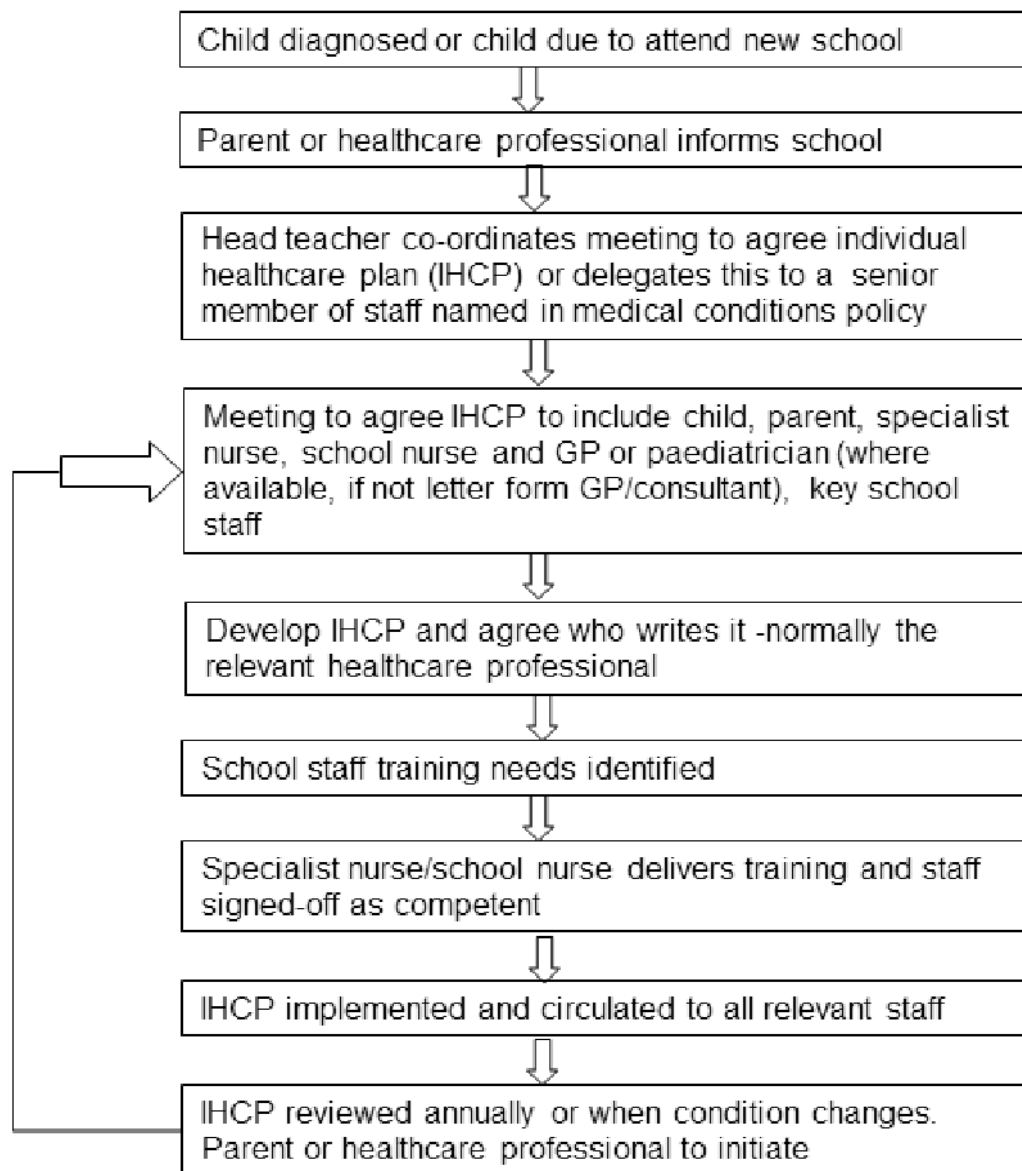 Child diagnosed or child due to attend new school
Parent or healthcare professional informs school
Head teacher co-ordinates meeting to agree individual
healthcare plan (IHCP) or delegates this to a senior
member of staff named in medical conditions policy
Meeting to agree IHCP to include child, parent, specialist
nurse, school nurse and GP or paediatrician (where
available, if not letter form GP/consultant), key school
staff
Develop IHCP and agree who writes it -normally the
relevant healthcare professional
School staff training needs identified
Specialist nurse/school nurse delivers training and staff
signed-off as competent
IHCP implemented and circulated to all relevant staff
IHCP reviewed annually or when condition changes.
Parent or healthcare professional to initiate